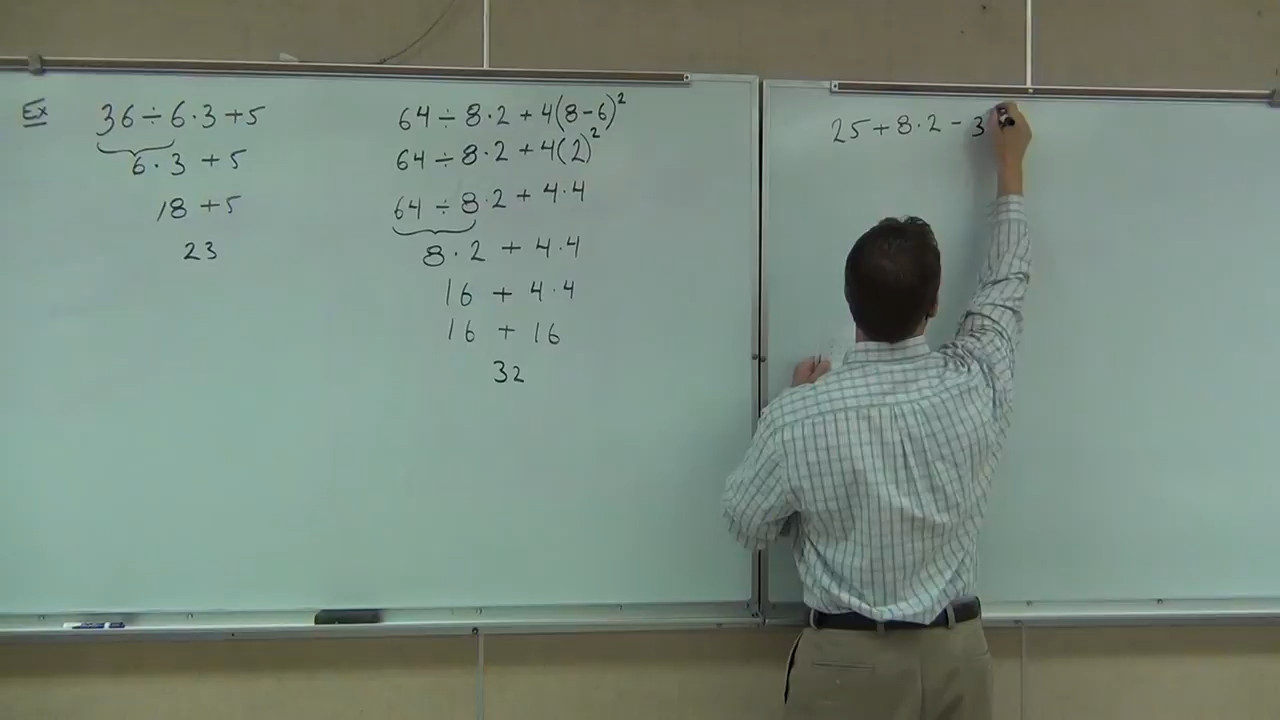 Ex 36 ÷ 6 · 3 + 5
6 · 3 + 5
18 + 5
23
64 ÷ 8 · 2 + 4(8 - 6)²
64 ÷ 8 · 2 + 4(2)²
64 ÷ 8 · 2 + 4 · 4
8 · 2 + 4 · 4
16 + 4 · 4
16 + 16
32
25 + 8 · 2 - 3